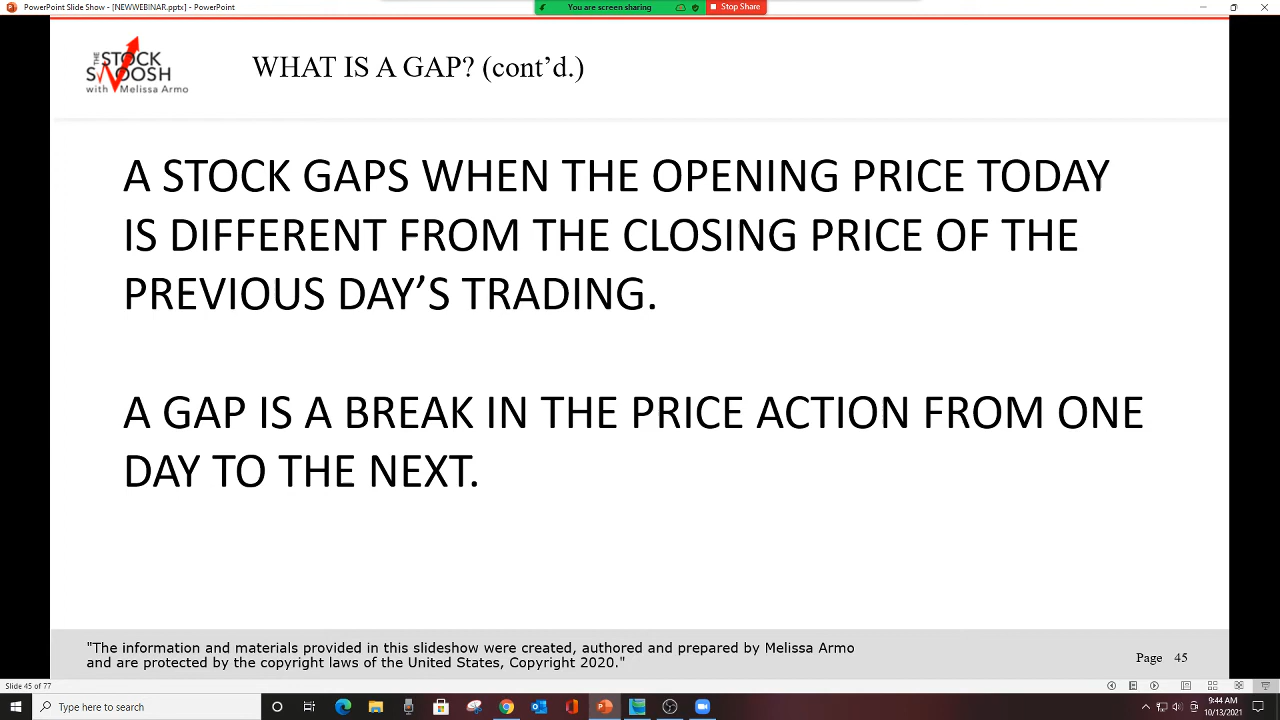 PowerPoint Slide Show - [NEWWEBINAR.pptx] - PowerPoint
You are screen sharing
Stop Share
THE STOCK
SWOOSH
with Melissa Armo
WHAT IS A GAP? (cont’d.)
A STOCK GAPS WHEN THE OPENING PRICE TODAY
IS DIFFERENT FROM THE CLOSING PRICE OF THE
PREVIOUS DAY’S TRADING.
A GAP IS A BREAK IN THE PRICE ACTION FROM ONE
DAY TO THE NEXT.
"The information and materials provided in this slideshow were created, authored and prepared by Melissa Armo
and are protected by the copyright laws of the United States, Copyright 2020."
Page 45
Slide 45 of 77
Type here to search
9:44 AM
10/13/2021